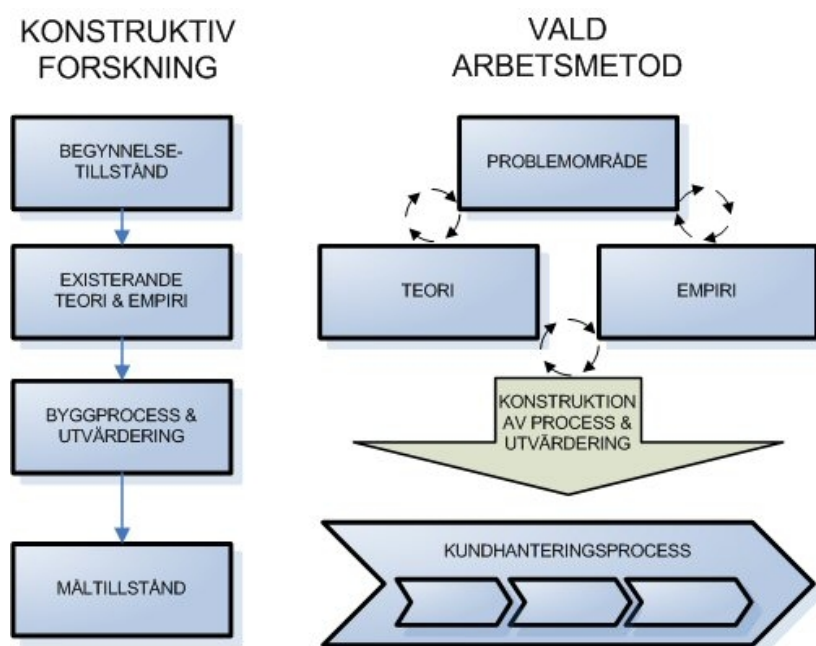 KONSTRUKTIV
FORSKNING
BEGYNNELSE-
TILLSTÅND
EXISTERANDE
TEORI & EMPIRI
BYGGPROCESS &
UTVÄRDERING
MÅLTILLSTÅND
VALD
ARBETSMETOD
PROBLEMOMRÅDE
TEORI
EMPIRI
KONSTRUKTION
AV PROCESS &
UTVÄRDERING
KUNDHANTERINGSPROCESS